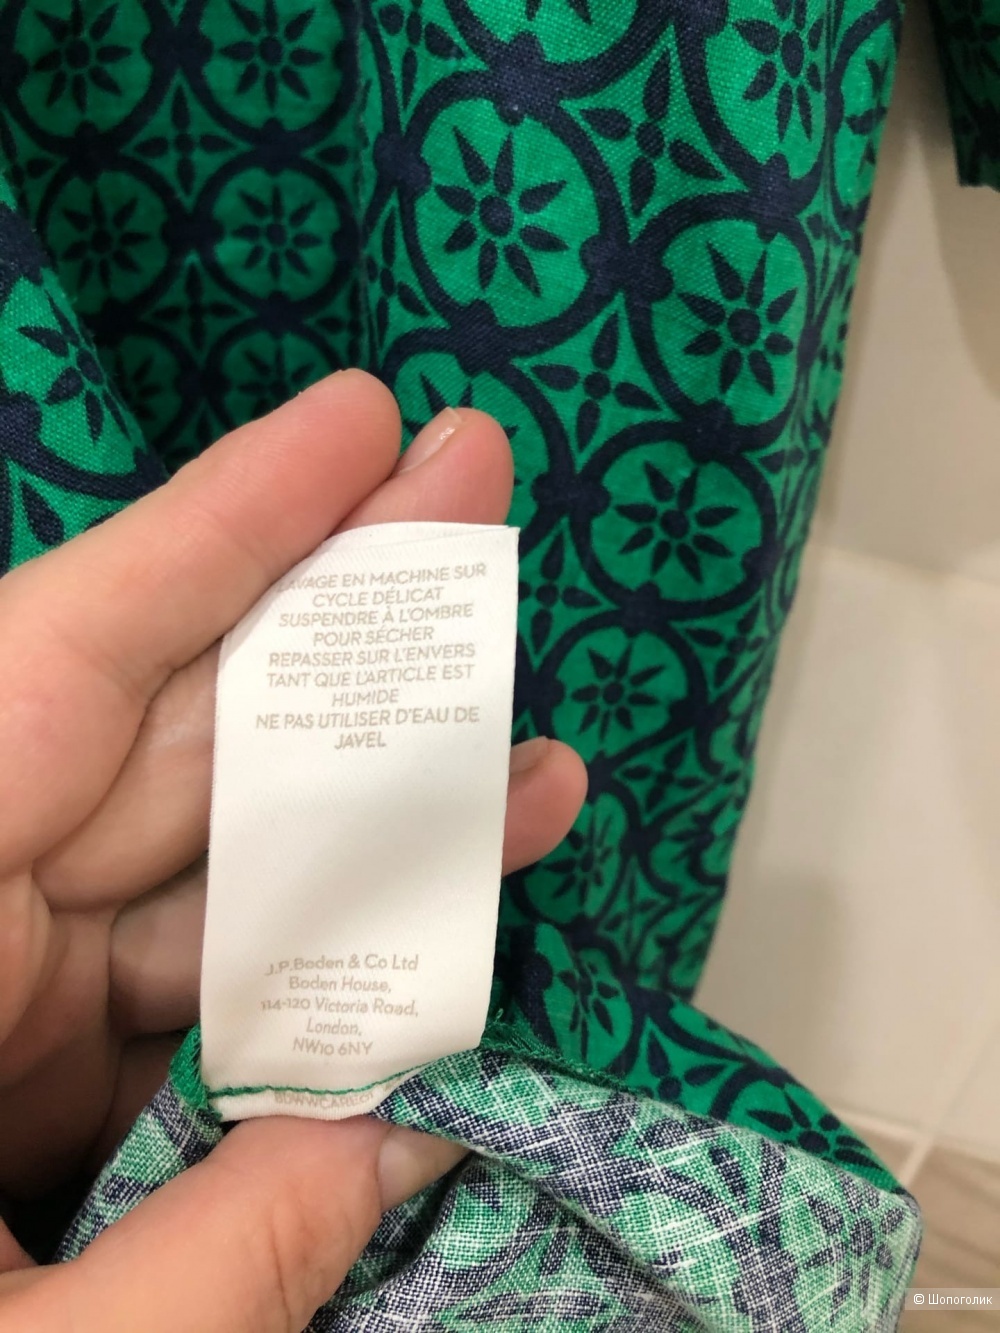 LAVAGE EN MACHINE SUR
CYCLE DÉLICAT
SUSPENDRE À L'OMBRE
POUR SÉCHER
REPASSER SUR L'ENVERS
TANT QUE L'ARTICLE EST
HUMIDE
NE PAS UTILISER D'EAU DE
JAVEL
J.P.Boden & Co Ltd
Boden House,
114-120 Victoria Road,
London,
NW10 6NY
© Шопоголик